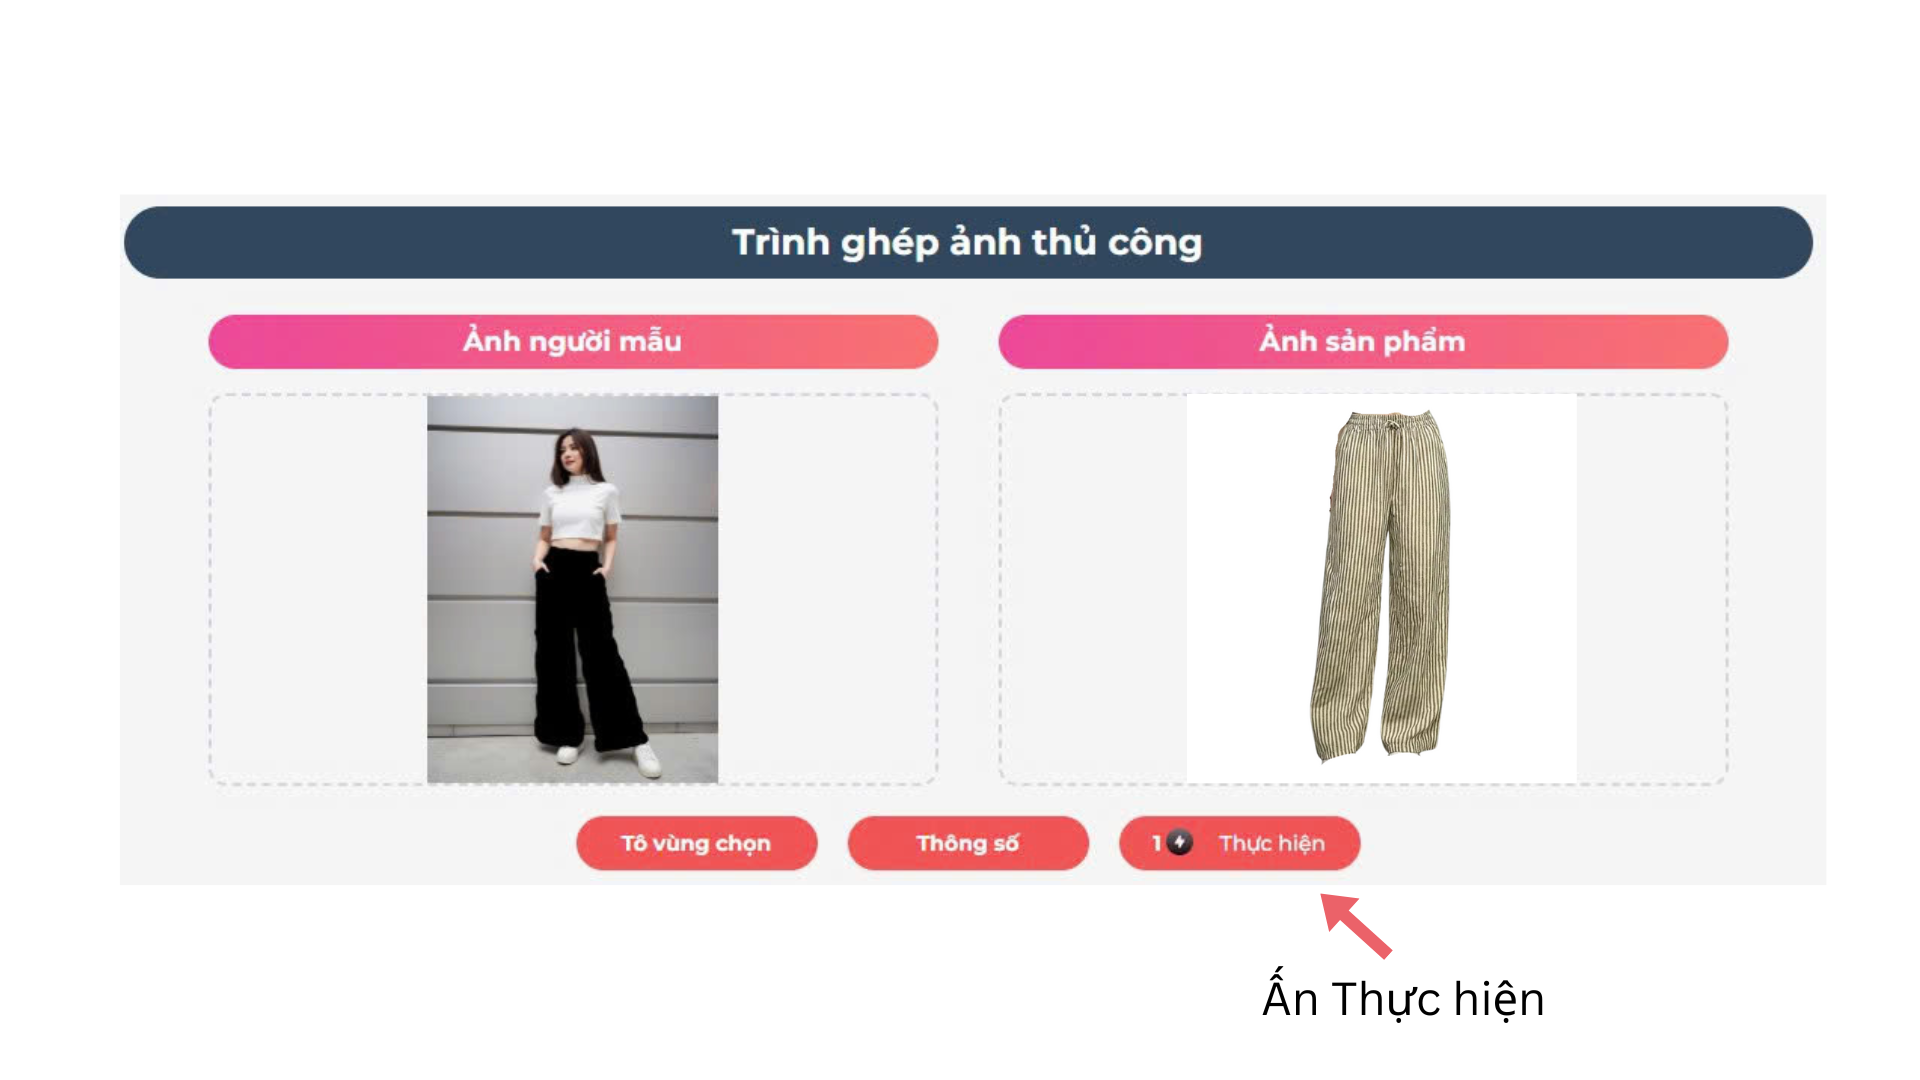 Trình ghép ảnh thủ công
Ảnh người mẫu
Ảnh sản phẩm
Tô vùng chọn
Thông số
1 Thực hiện
Ấn Thực hiện